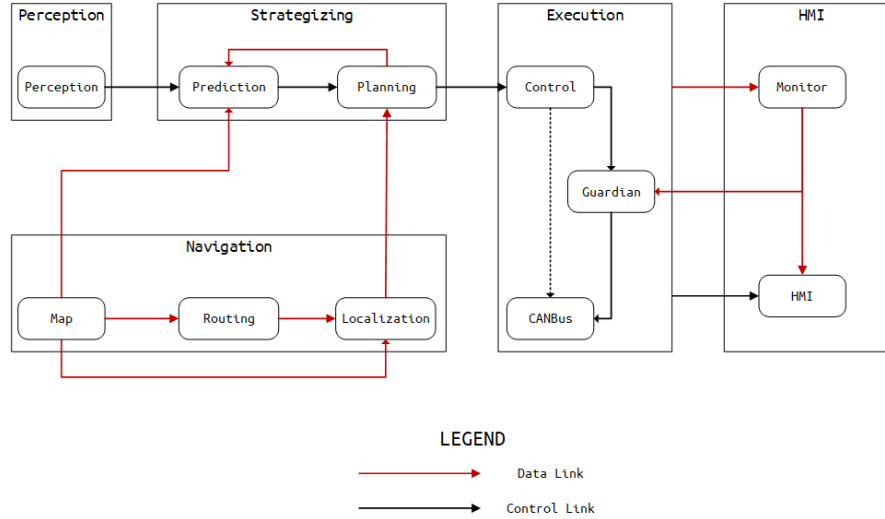 Perception
Strategizing
Execution
HMI
Perception
Prediction
Planning
Control
Monitor
Guardian
Navigation
Map
Routing
Localization
CANBus
HMI
LEGEND
Data Link
Control Link